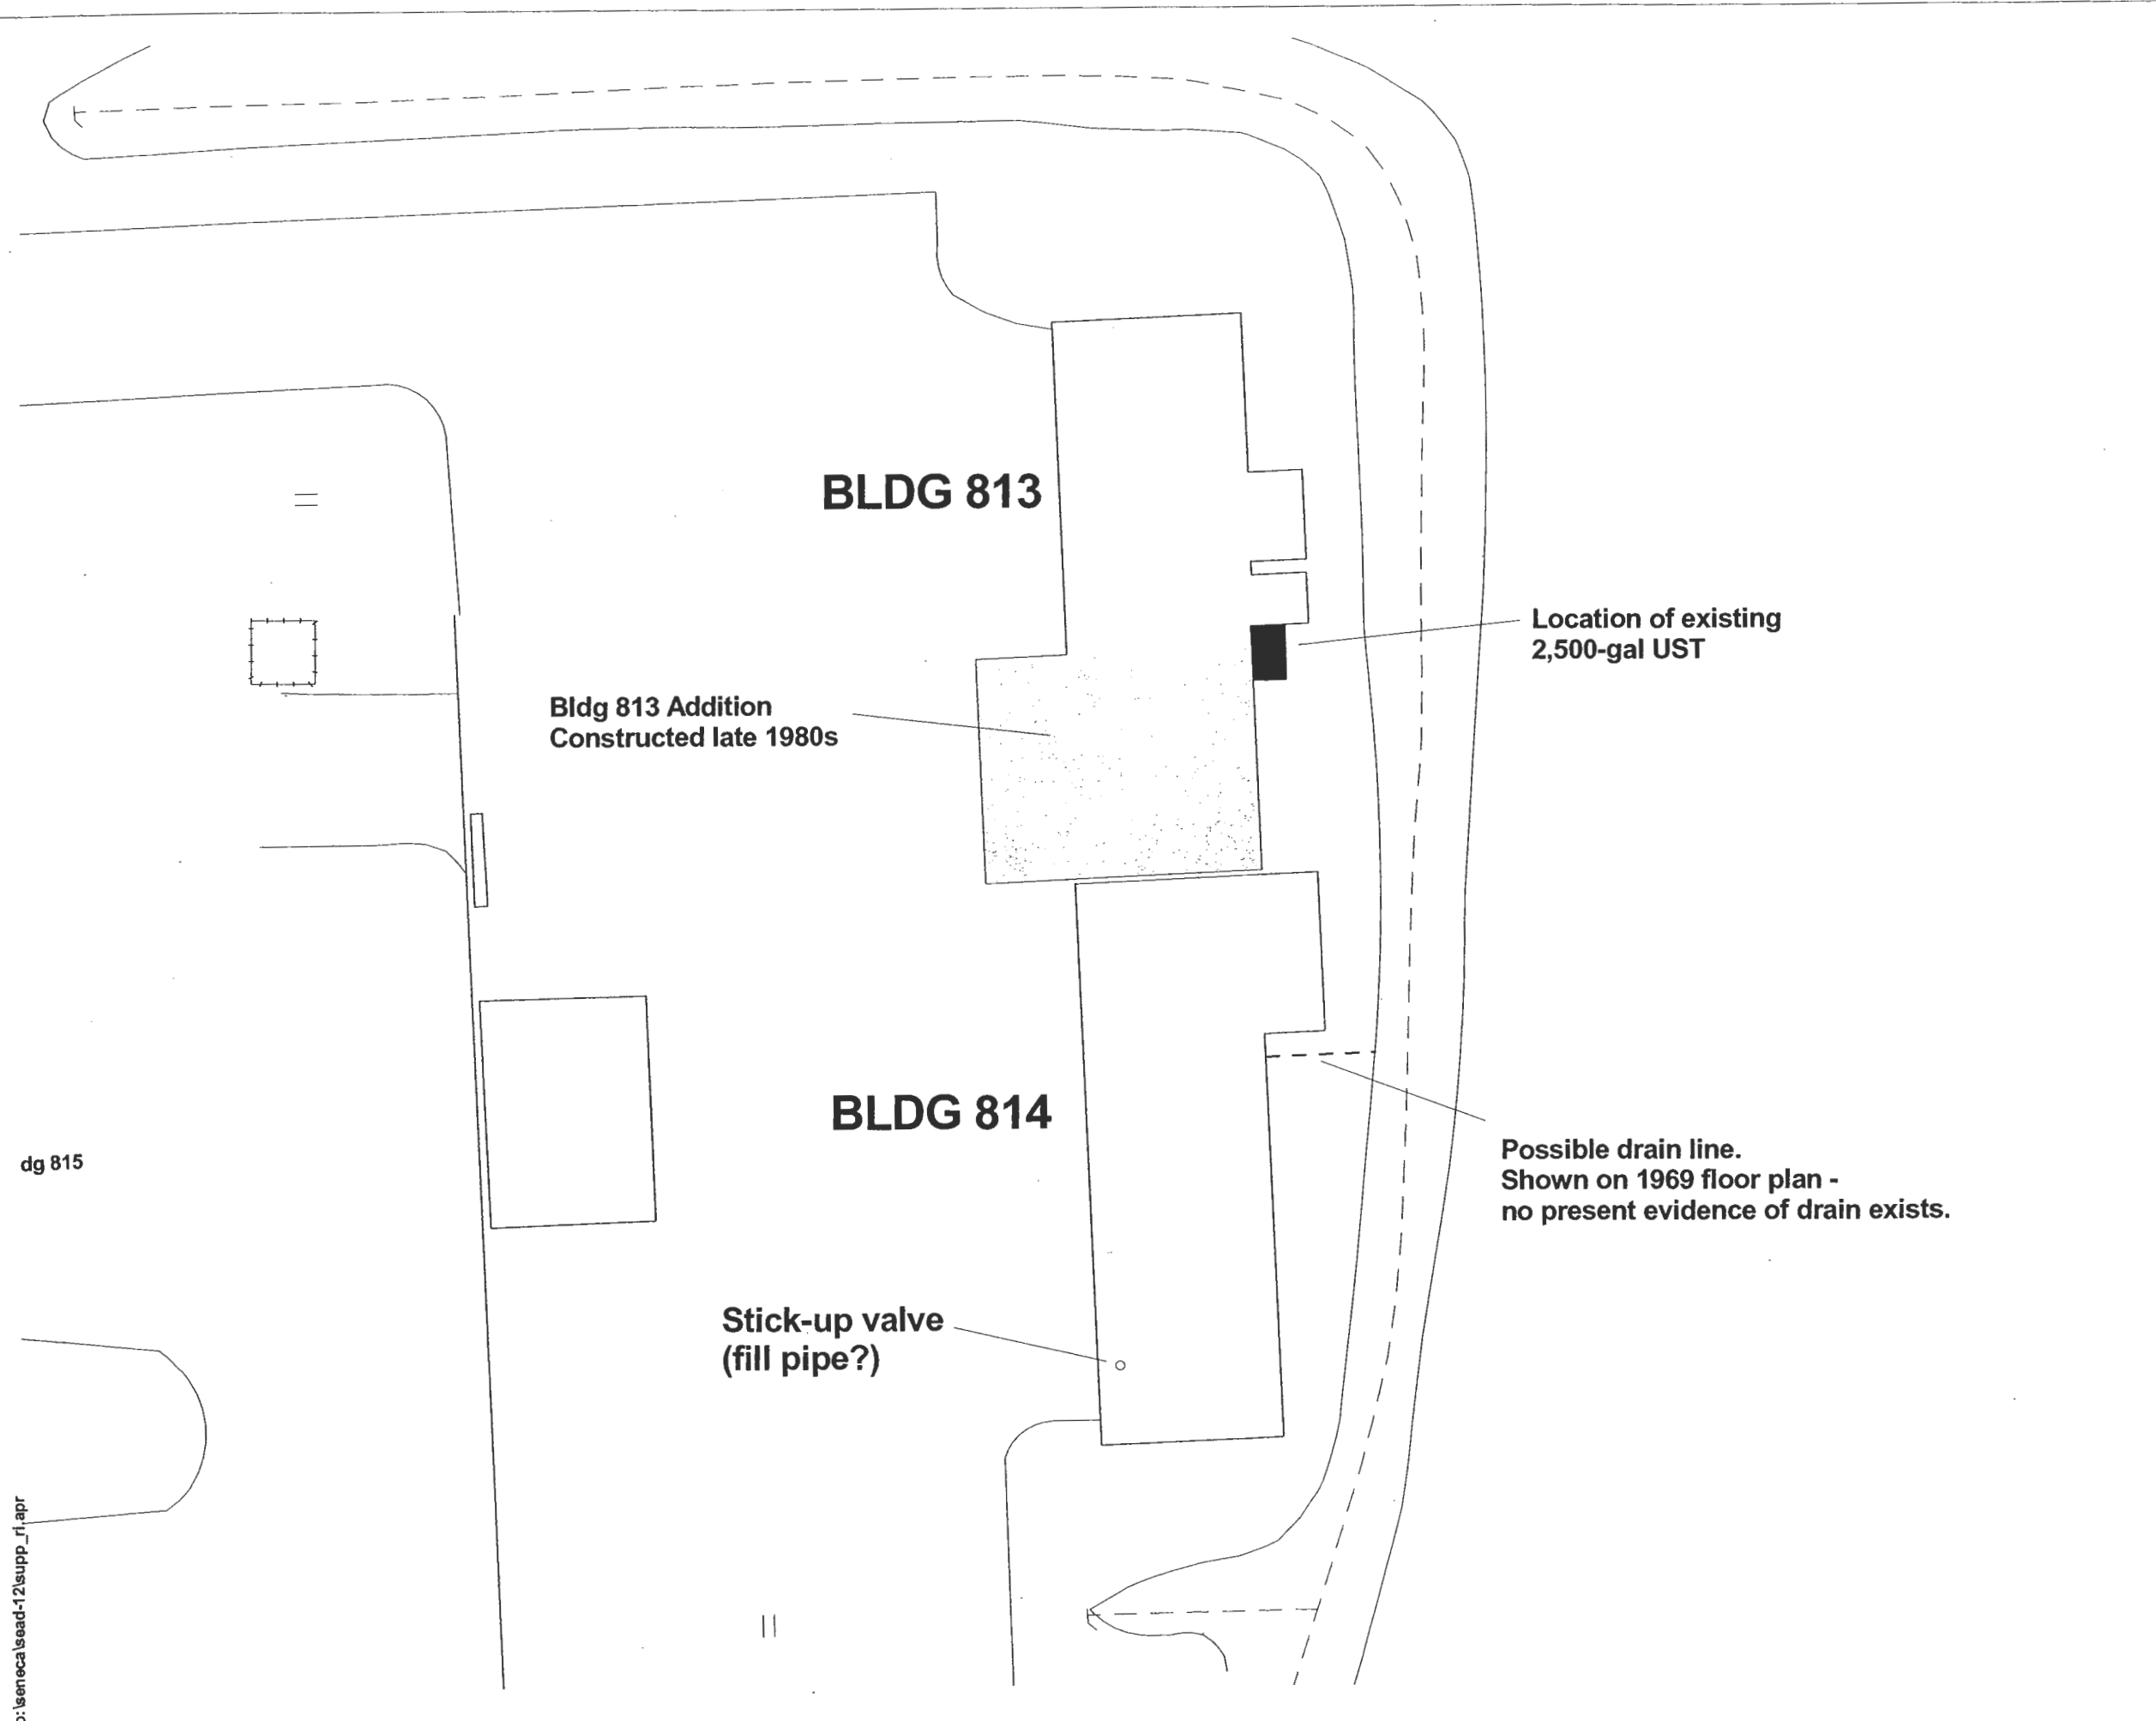 BLDG 813
Location of existing
2,500-gal UST
Bldg 813 Addition
Constructed late 1980s
BLDG 814
Possible drain line.
Shown on 1969 floor plan -
no present evidence of drain exists.
dg 815
Stick-up valve
(fill pipe?)
p:\seneca\sead-12\supp_ri.apr